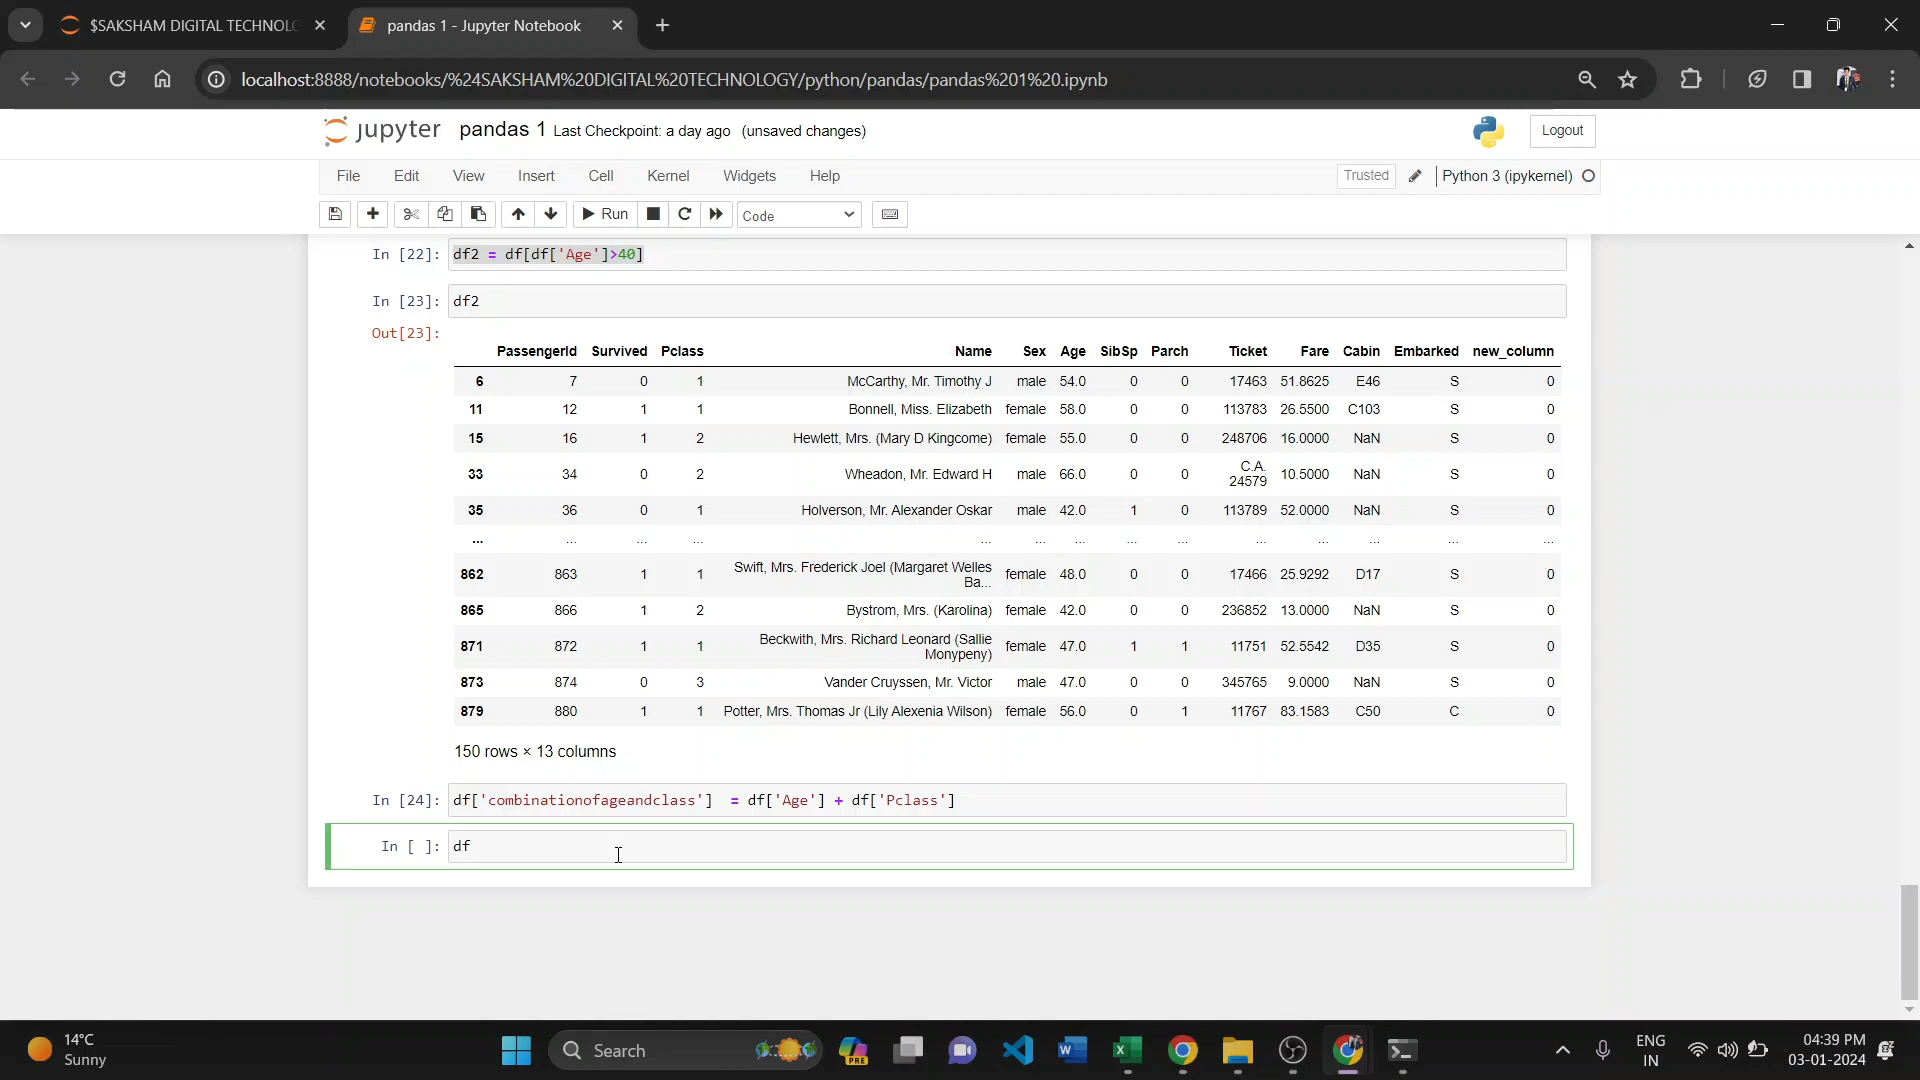 $SAKSHAM DIGITAL TECHNOLO
pandas 1 - Jupyter Notebook
localhost:8888/notebooks/%24SAKSHAM%20DIGITAL%20TECHNOLOGY/python/pandas/pandas%201%20.ipynb
jupyter pandas 1 Last Checkpoint: a day ago (unsaved changes) Logout
File Edit View Insert Cell Kernel Widgets Help Trusted Python 3 (ipykernel)
Run Code
In [22]: df2 = df[df['Age']>40]
In [23]: df2
Out[23]:
PassengerId Survived Pclass Name Sex Age SibSp Parch Ticket Fare Cabin Embarked new_column
6 7 0 1 McCarthy, Mr. Timothy J male 54.0 0 0 17463 51.8625 E46 S 0
11 12 1 1 Bonnell, Miss. Elizabeth female 58.0 0 0 113783 26.5500 C103 S 0
15 16 1 2 Hewlett, Mrs. (Mary D Kingcome) female 55.0 0 0 248706 16.0000 NaN S 0
33 34 0 2 Wheadon, Mr. Edward H male 66.0 0 0 C.A. 24579 10.5000 NaN S 0
35 36 0 1 Holverson, Mr. Alexander Oskar male 42.0 1 0 113789 52.0000 NaN S 0
... ... ... ... ... ... ... ... ... ... ... ... ... ...
862 863 1 1 Swift, Mrs. Frederick Joel (Margaret Welles Ba... female 48.0 0 0 17466 25.9292 D17 S 0
865 866 1 2 Bystrom, Mrs. (Karolina) female 42.0 0 0 236852 13.0000 NaN S 0
871 872 1 1 Beckwith, Mrs. Richard Leonard (Sallie Monypeny) female 47.0 1 1 11751 52.5542 D35 S 0
873 874 0 3 Vander Cruyssen, Mr. Victor male 47.0 0 0 345765 9.0000 NaN S 0
879 880 1 1 Potter, Mrs. Thomas Jr (Lily Alexenia Wilson) female 56.0 0 1 11767 83.1583 C50 C 0
150 rows × 13 columns
In [24]: df['combinationofageandclass']  = df['Age'] + df['Pclass']
In [ ]: df
14°C
Sunny
Search
PRE
ENG
IN
04:39 PM
03-01-2024